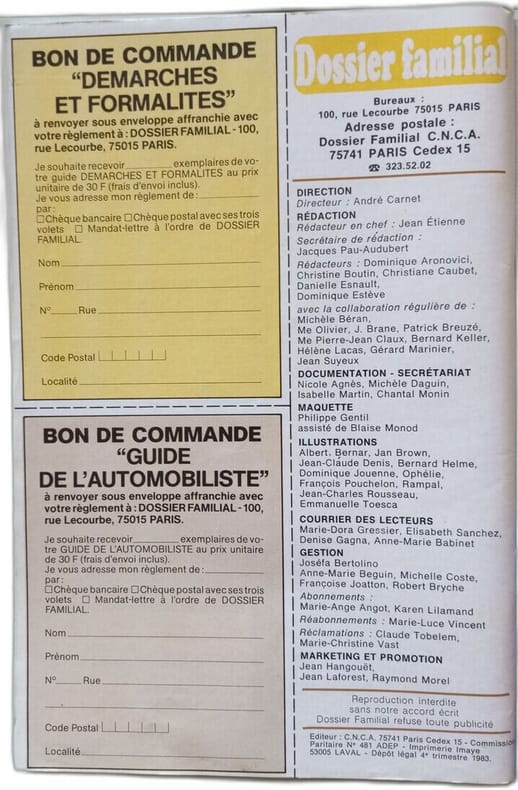 BON DE COMMANDE
“DEMARCHES
ET FORMALITES”
à renvoyer sous enveloppe affranchie avec
votre règlement à : DOSSIER FAMILIAL - 100,
rue Lecourbe, 75015 PARIS.
Je souhaite recevoir exemplaires de vo-
tre guide DEMARCHES ET FORMALITES au prix
unitaire de 30 F (frais d'envoi inclus).
Je vous adresse mon règlement de :
par :
☐ Chèque bancaire ☐ Chèque postal avec ses trois
volets ☐ Mandat-lettre à l'ordre de DOSSIER
FAMILIAL.
Nom
Prénom
N° Rue
Code Postal
Localité
BON DE COMMANDE
“GUIDE
DE L'AUTOMOBILISTE”
à renvoyer sous enveloppe affranchie avec
votre règlement à : DOSSIER FAMILIAL - 100,
rue Lecourbe, 75015 PARIS.
Je souhaite recevoir exemplaires de vo-
tre GUIDE DE L'AUTOMOBILISTE au prix unitaire
de 30 F (frais d'envoi inclus).
Je vous adresse mon règlement de :
par :
☐ Chèque bancaire ☐ Chèque postal avec ses trois
volets ☐ Mandat-lettre à l'ordre de DOSSIER
FAMILIAL.
Nom
Prénom
N° Rue
Code Postal
Localité
Dossier familial
Bureaux :
100, rue Lecourbe 75015 PARIS
Adresse postale :
Dossier Familial C.N.C.A.
75741 PARIS Cedex 15
☎ 323.52.02
DIRECTION
Directeur : André Carnet
RÉDACTION
Rédacteur en chef : Jean Étienne
Secrétaire de rédaction :
Jacques Pau-Audubert
Rédacteurs : Dominique Aronovici,
Christine Boutin, Christiane Caubet,
Danielle Esnault,
Dominique Estève
avec la collaboration régulière de :
Michèle Béran,
Me Olivier, J. Brane, Patrick Breuzé,
Me Pierre-Jean Claux, Bernard Keller,
Hélène Lacas, Gérard Marinier,
Jean Suyeux
DOCUMENTATION - SECRÉTARIAT
Nicole Agnès, Michèle Daguin,
Isabelle Martin, Chantal Monin
MAQUETTE
Philippe Gentil
assisté de Blaise Monod
ILLUSTRATIONS
Albert. Bernar, Jan Brown,
Jean-Claude Denis, Bernard Helme,
Dominique Jouenne, Ophélie,
François Pouchelon, Rampal,
Jean-Charles Rousseau,
Emmanuelle Toesca
COURRIER DES LECTEURS
Marie-Dora Gressier, Elisabeth Sanchez,
Denise Gagna, Anne-Marie Babinet
GESTION
Joséfa Bertolino
Anne-Marie Beguin, Michelle Coste,
Françoise Joatton, Robert Bryche
Abonnements :
Marie-Ange Angot, Karen Lilamand
Réabonnements : Marie-Luce Vincent
Réclamations : Claude Tobelem,
Marie-Christine Vast
MARKETING ET PROMOTION
Jean Hangouët,
Jean Laforest, Raymond Morel
Reproduction interdite
sans notre accord écrit
Dossier Familial refuse toute publicité
Editeur : C.N.C.A. 75741 Paris Cedex 15 - Commission
Paritaire N° 481 ADEP - Imprimerie Imaye
53005 LAVAL - Dépôt légal 4ᵉ trimestre 1983.